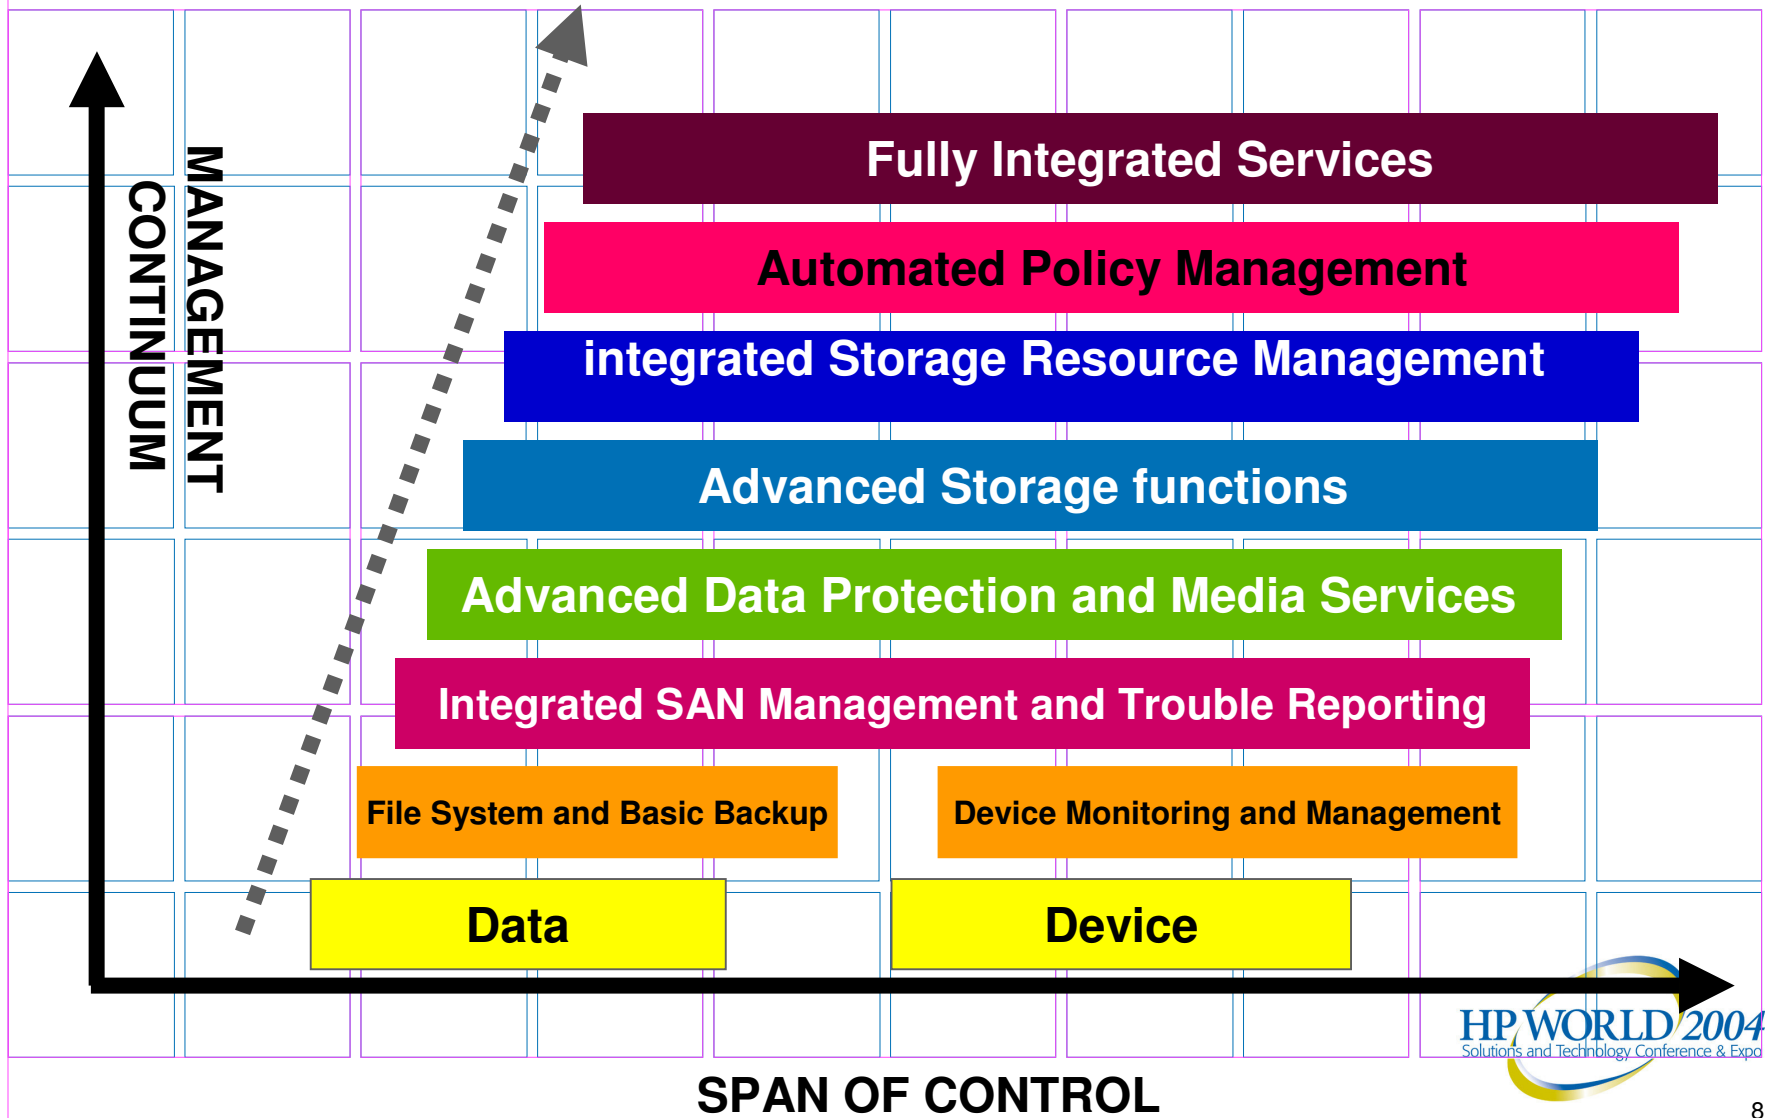 MANAGEMENT
CONTINUUM
Fully Integrated Services
Automated Policy Management
integrated Storage Resource Management
Advanced Storage functions
Advanced Data Protection and Media Services
Integrated SAN Management and Trouble Reporting
File System and Basic Backup
Device Monitoring and Management
Data
Device
HP WORLD 2004
Solutions and Technology Conference & Expo
SPAN OF CONTROL
8